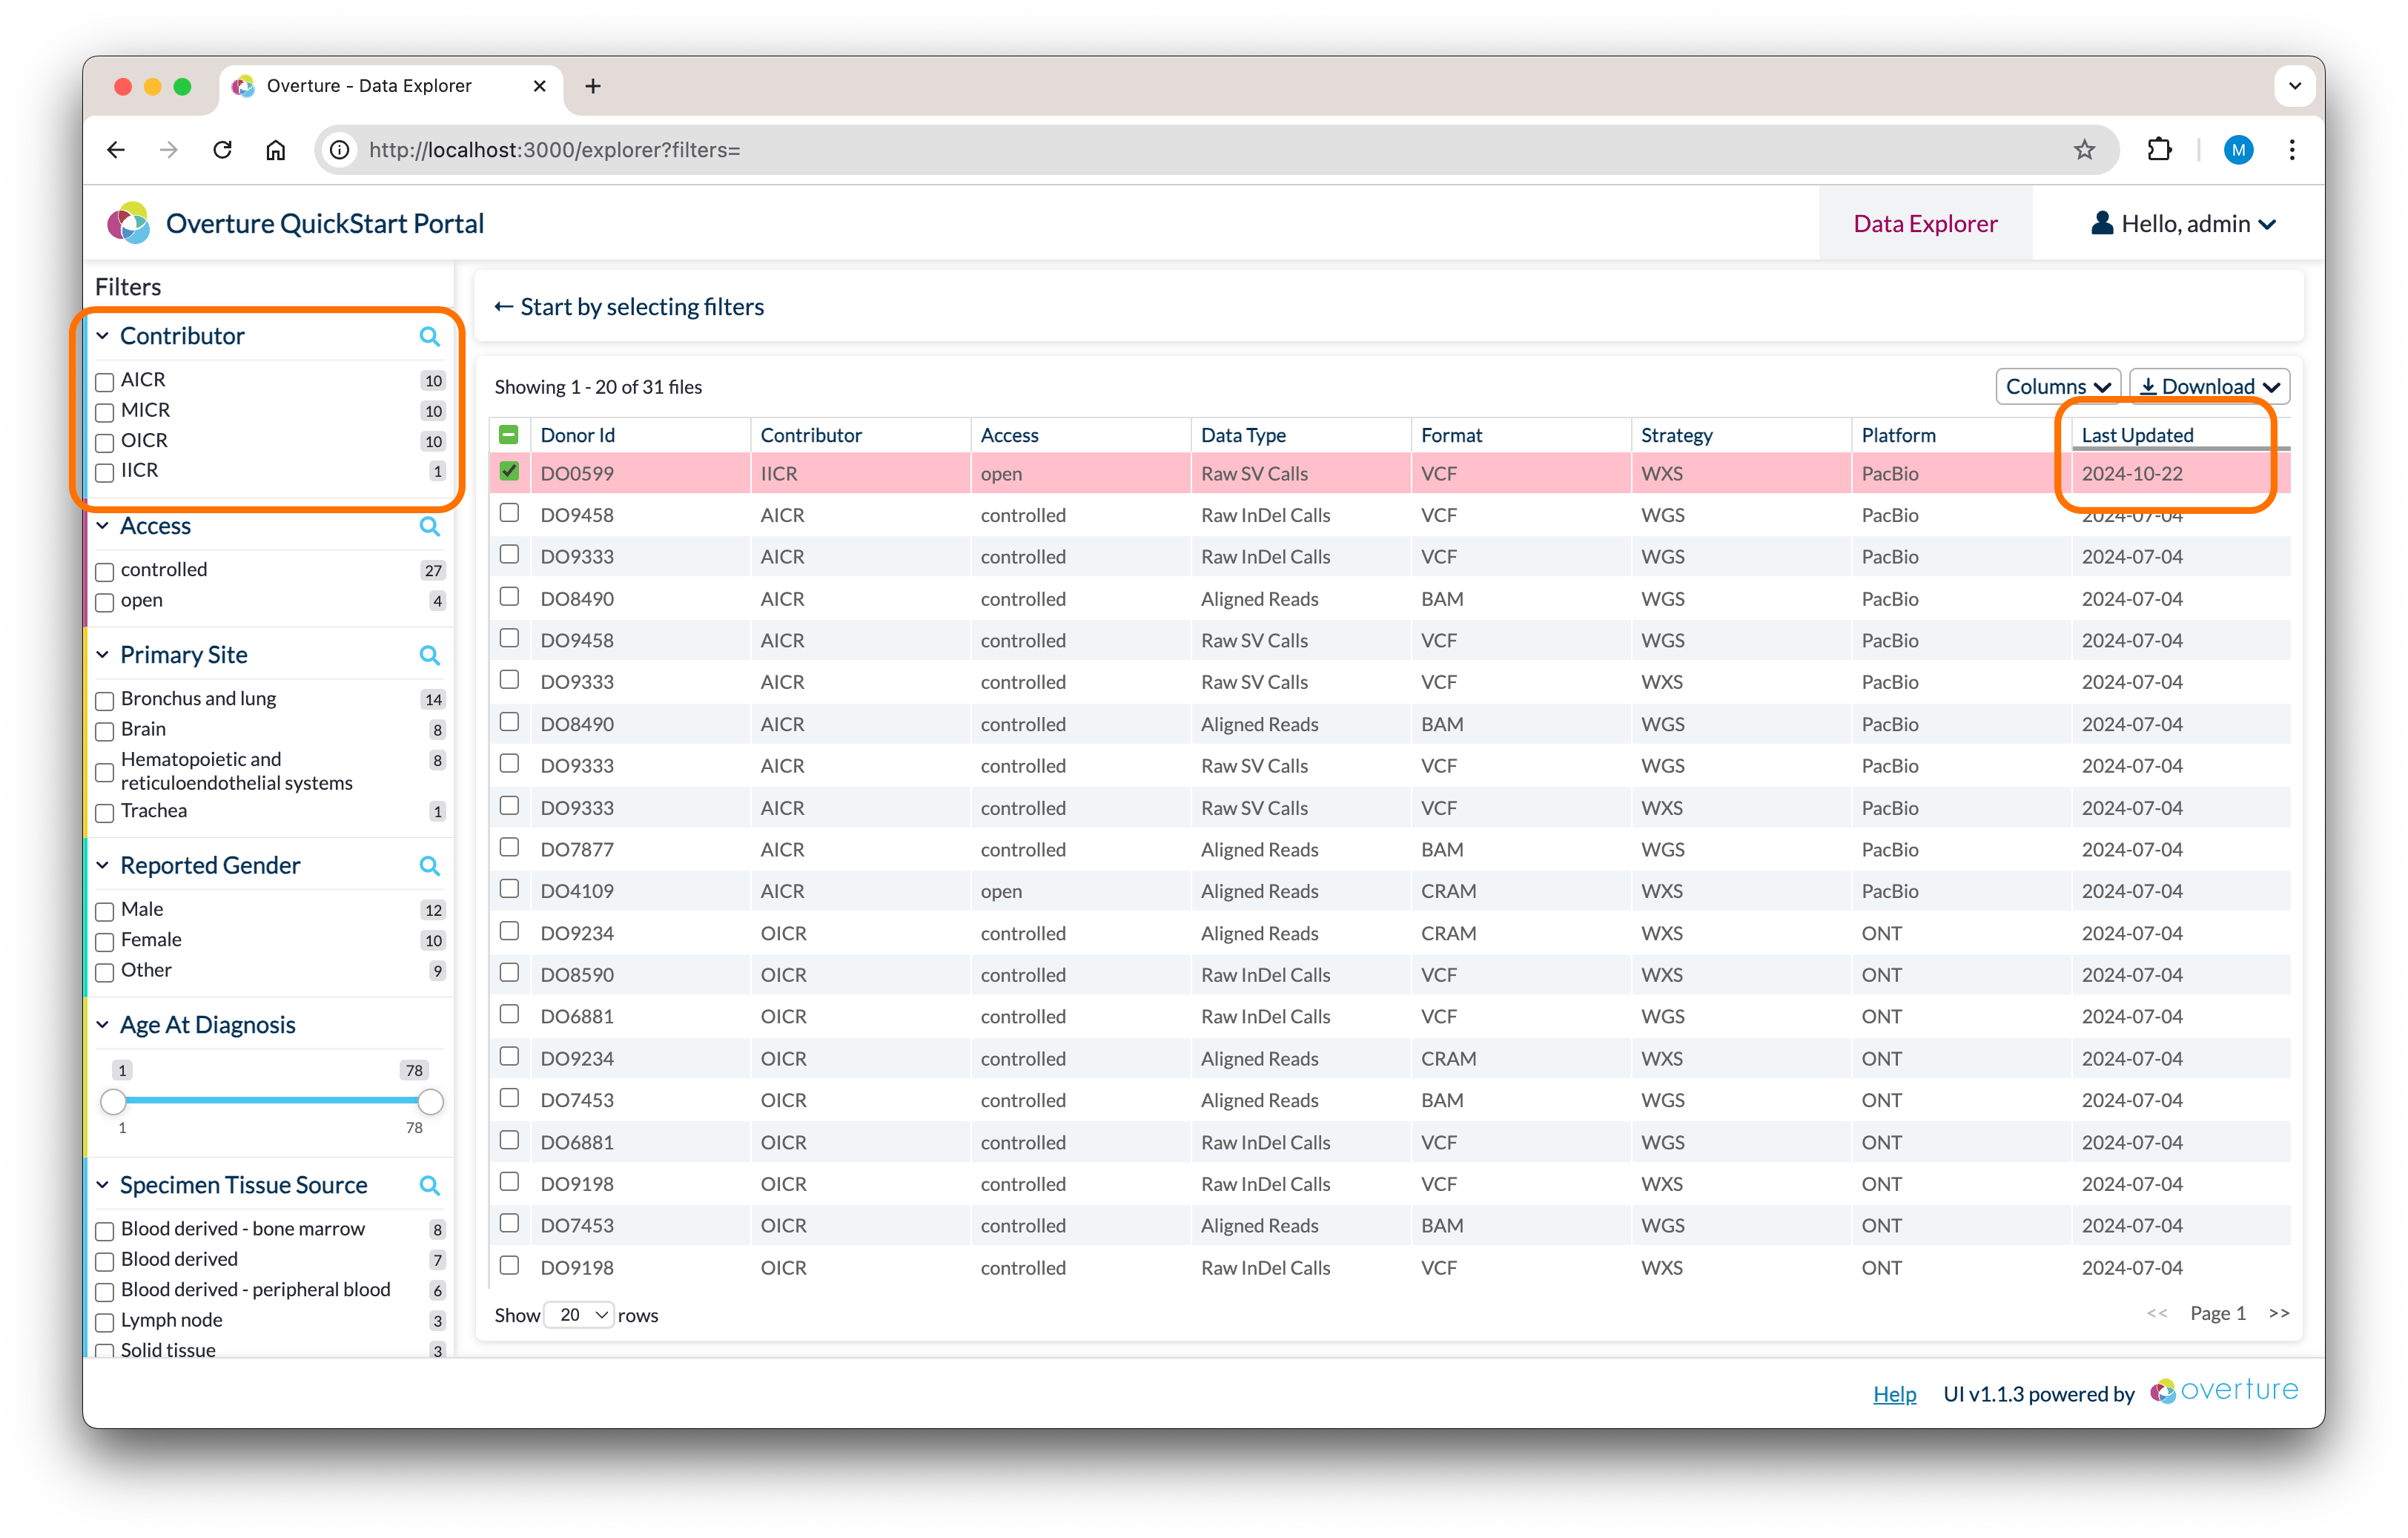 Overture - Data Explorer
http://localhost:3000/explorer?filters=
M
Overture QuickStart Portal
Data Explorer
Hello, admin
Filters
Contributor
AICR 10
MICR 10
OICR 10
IICR 1
Access
controlled 27
open 4
Primary Site
Bronchus and lung 14
Brain 8
Hematopoietic and 8
reticuloendothelial systems
Trachea 1
Reported Gender
Male 12
Female 10
Other 9
Age At Diagnosis
1 78
1 78
Specimen Tissue Source
Blood derived - bone marrow 8
Blood derived 7
Blood derived - peripheral blood 6
Lymph node 3
Solid tissue 3
← Start by selecting filters
Showing 1 - 20 of 31 files
Columns Download
Donor Id Contributor Access Data Type Format Strategy Platform Last Updated
DO0599 IICR open Raw SV Calls VCF WXS PacBio 2024-10-22
DO9458 AICR controlled Raw InDel Calls VCF WGS PacBio 2024-07-04
DO9333 AICR controlled Raw InDel Calls VCF WGS PacBio 2024-07-04
DO8490 AICR controlled Aligned Reads BAM WGS PacBio 2024-07-04
DO9458 AICR controlled Raw SV Calls VCF WGS PacBio 2024-07-04
DO9333 AICR controlled Raw SV Calls VCF WXS PacBio 2024-07-04
DO8490 AICR controlled Aligned Reads BAM WGS PacBio 2024-07-04
DO9333 AICR controlled Raw SV Calls VCF WGS PacBio 2024-07-04
DO9333 AICR controlled Raw SV Calls VCF WXS PacBio 2024-07-04
DO7877 AICR controlled Aligned Reads BAM WGS PacBio 2024-07-04
DO4109 AICR open Aligned Reads CRAM WXS PacBio 2024-07-04
DO9234 OICR controlled Aligned Reads CRAM WXS ONT 2024-07-04
DO8590 OICR controlled Raw InDel Calls VCF WXS ONT 2024-07-04
DO6881 OICR controlled Raw InDel Calls VCF WGS ONT 2024-07-04
DO9234 OICR controlled Aligned Reads CRAM WXS ONT 2024-07-04
DO7453 OICR controlled Aligned Reads BAM WGS ONT 2024-07-04
DO6881 OICR controlled Raw InDel Calls VCF WGS ONT 2024-07-04
DO9198 OICR controlled Raw InDel Calls VCF WXS ONT 2024-07-04
DO7453 OICR controlled Aligned Reads BAM WGS ONT 2024-07-04
DO9198 OICR controlled Raw InDel Calls VCF WXS ONT 2024-07-04
Show 20 rows
<< Page 1 >>
Help UI v1.1.3 powered by overture